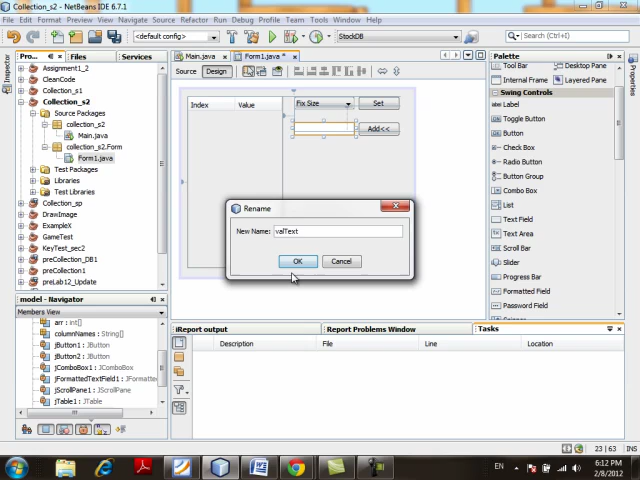 Collection_s2 - NetBeans IDE 6.7.1
File Edit View Navigate Source Refactor Run Debug Profile Team Tools Window Help
<default config>
StockDB
Search (Ctrl+I)
Inspector
Pro...
Files
Services
Assignment1_2
CleanCode
Collection_s1
Collection_s2
Source Packages
collection_s2
Main.java
collection_s2.Form
Form1.java
Test Packages
Libraries
Test Libraries
Collection_sp
DrawImage
ExampleX
GameTest
KeyTest_sec2
preCollection_DB1
preCollection1
preLab12_Update
model - Navigator
Members View
arr : int[]
columnNames : String[]
jButton1 : JButton
jButton2 : JButton
jComboBox1 : JComboBox
jFormattedTextField1 : JFormatted
jScrollPane1 : JScrollPane
jTable1 : JTable
Main.java
Form1.java *
Source
Design
Index
Value
Fix Size
Set
Add<<
Rename
New Name:
valText
OK
Cancel
Palette
Tool Bar
Desktop Pane
Internal Frame
Layered Pane
Swing Controls
label Label
Toggle Button
Button
Check Box
Radio Button
Button Group
Combo Box
List
Text Field
Text Area
Scroll Bar
Slider
Progress Bar
Formatted Field
Password Field
Properties
iReport output
Report Problems Window
Tasks
Description
File
Line
Location
23 | 63
INS
EN
6:12 PM
2/8/2012